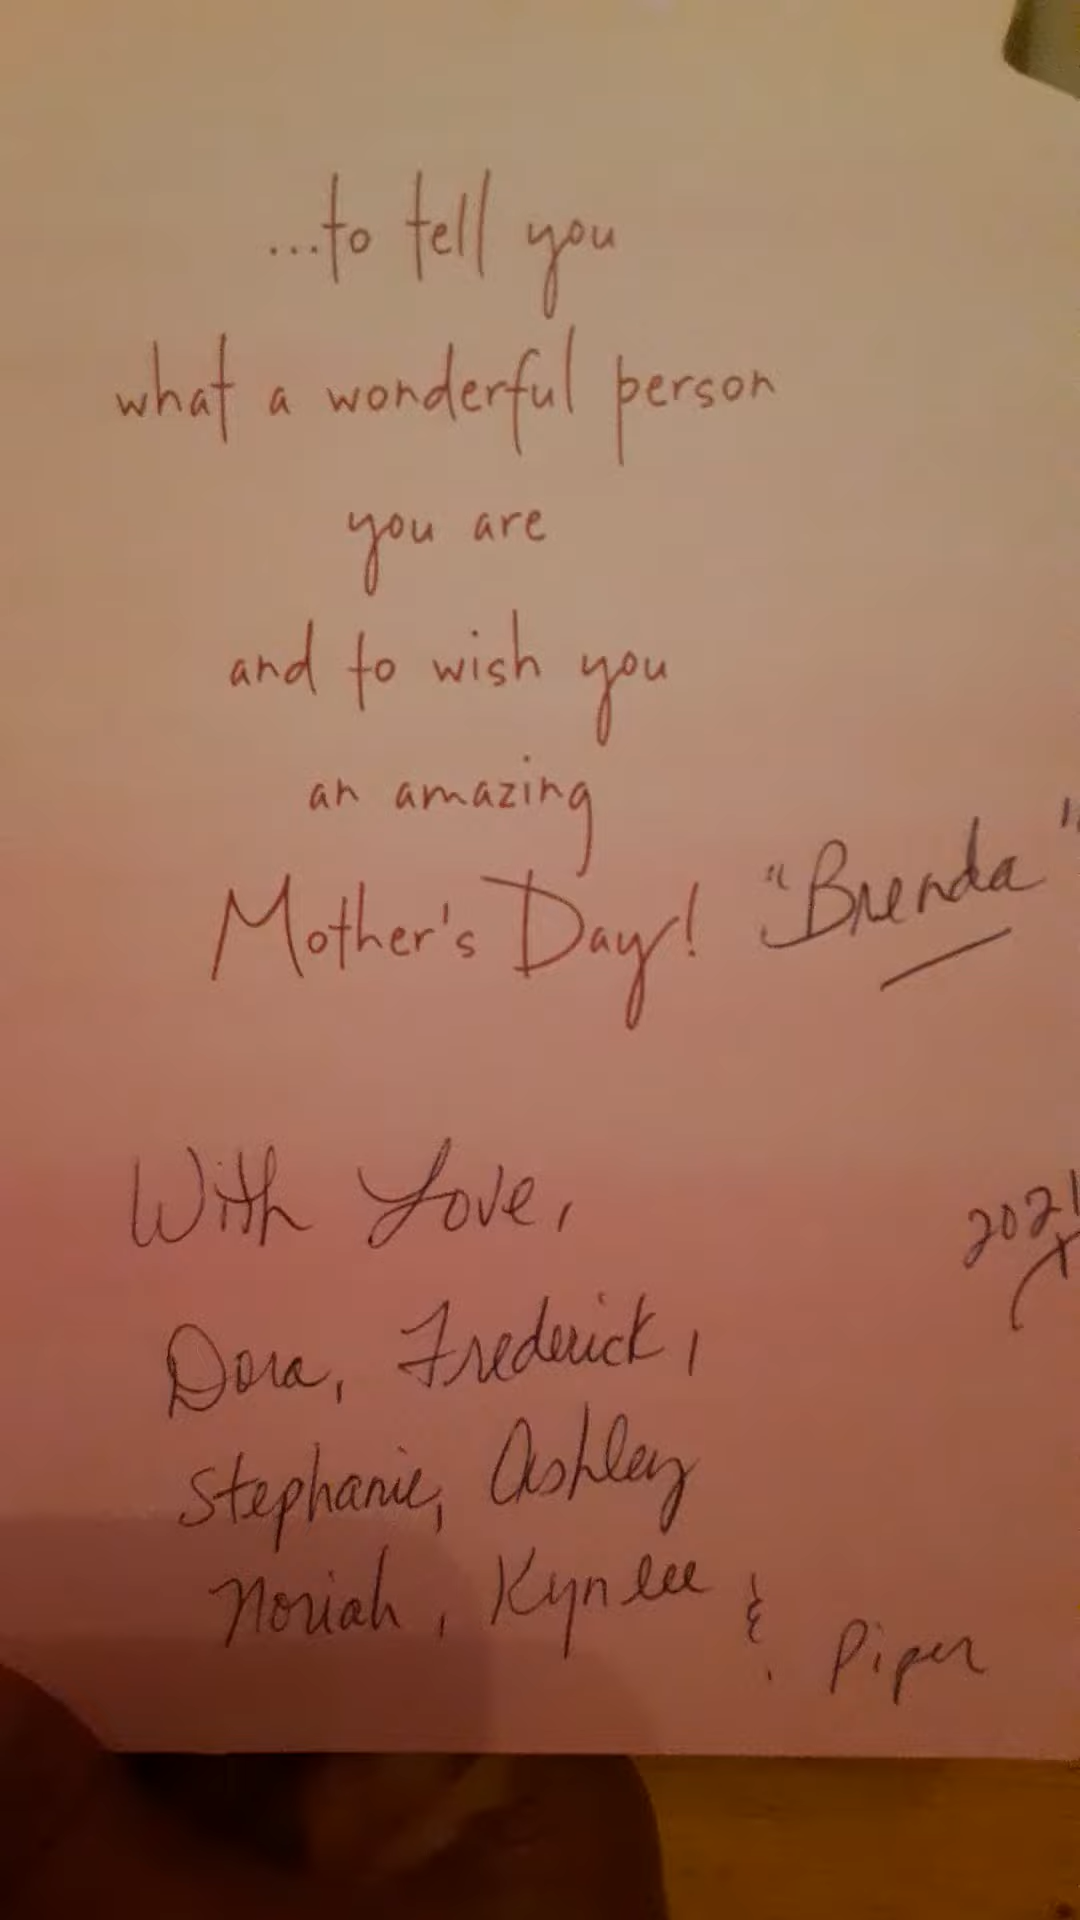 ...to tell you
what a wonderful person
you are
and to wish you
an amazing
Mother's Day! "Brenda"
With Love,
2021
Dora, Frederick,
Stephanie, Ashley
Noriah, Kynlee & Piper